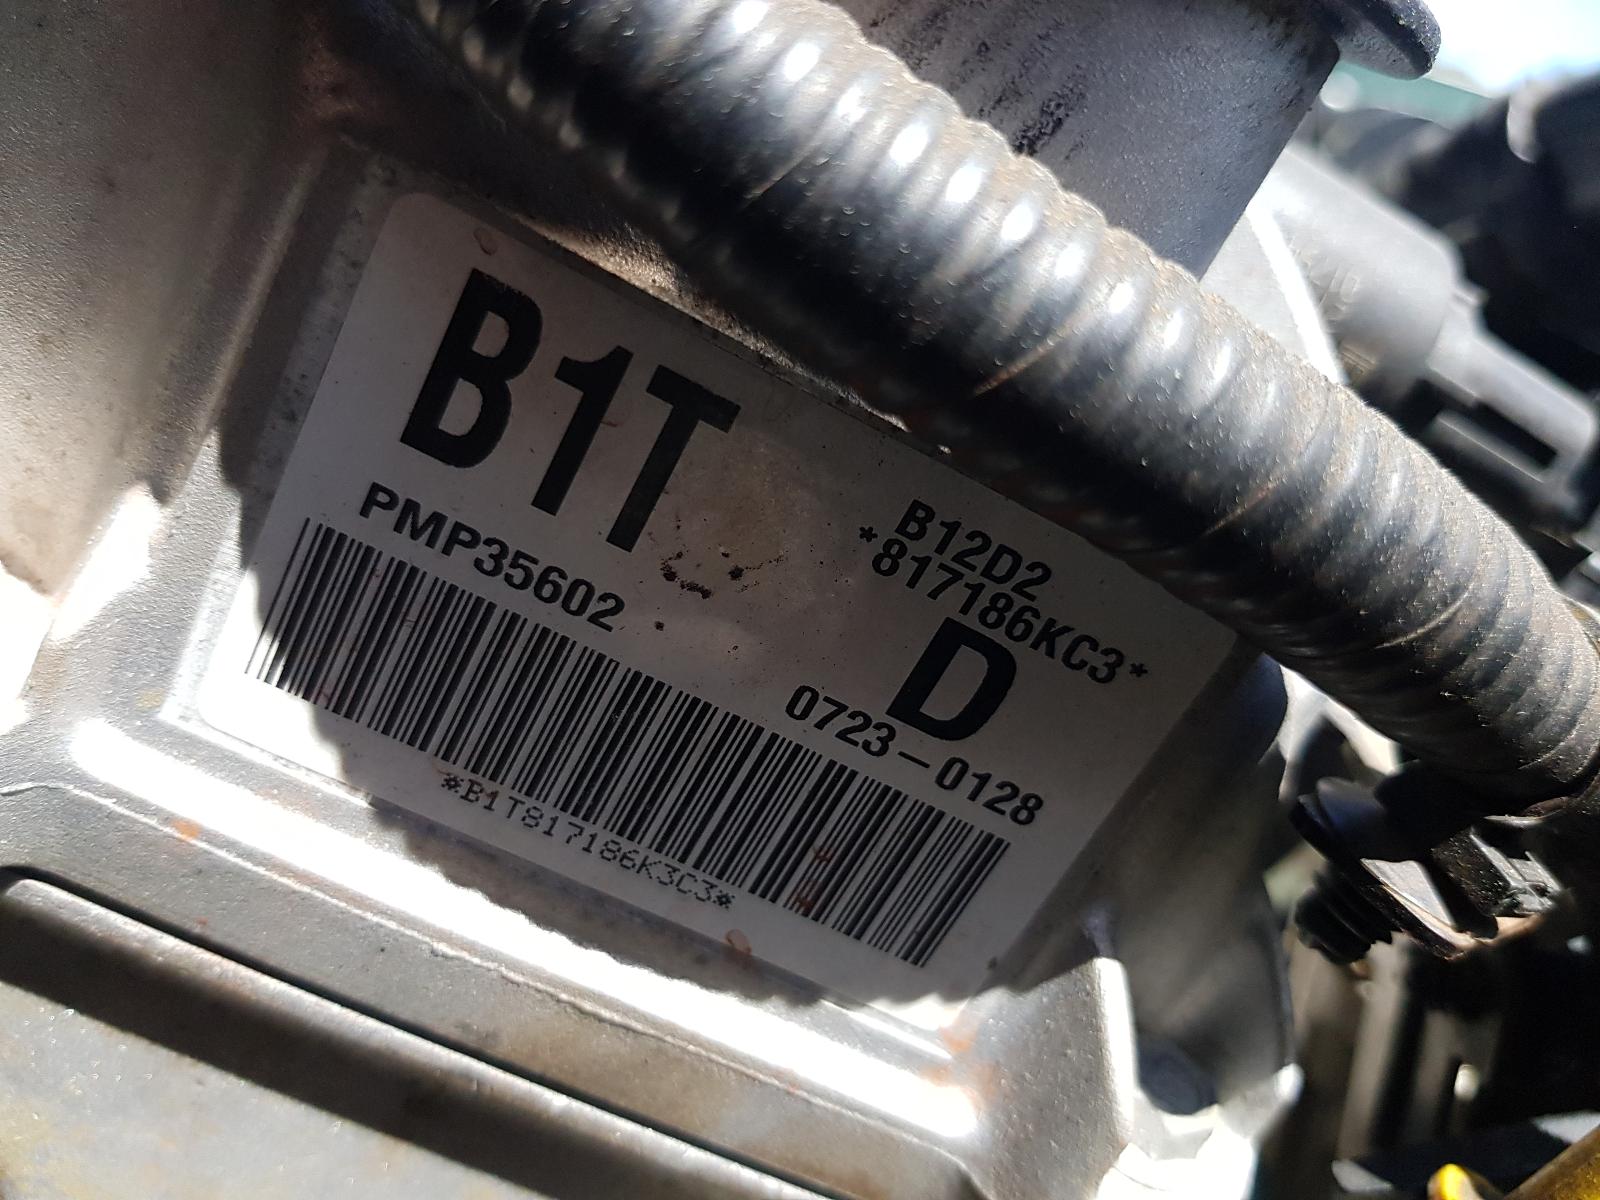 B1T
B12D2
*817186KC3*
PMP35602
D
0723-0128
*B1T817186K3C3*